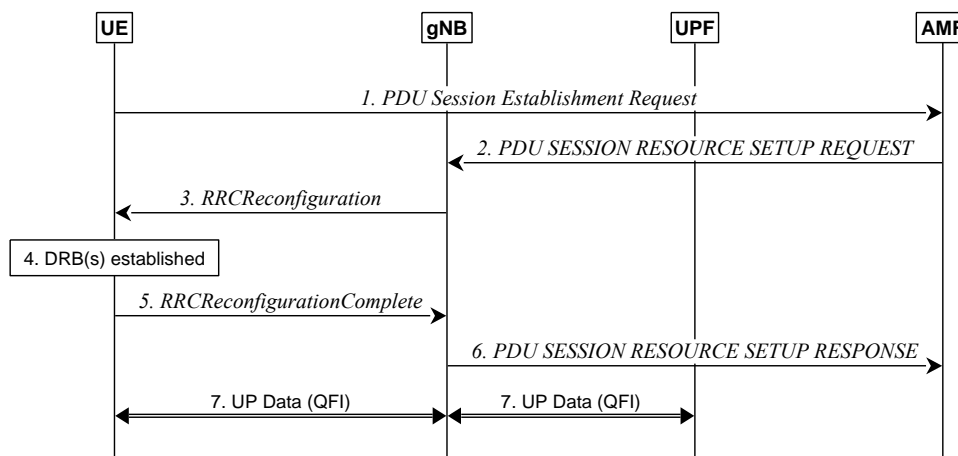 UE
gNB
UPF
AMF
1. PDU Session Establishment Request
2. PDU SESSION RESOURCE SETUP REQUEST
3. RRCReconfiguration
4. DRB(s) established
5. RRCReconfigurationComplete
6. PDU SESSION RESOURCE SETUP RESPONSE
7. UP Data (QFI)
7. UP Data (QFI)